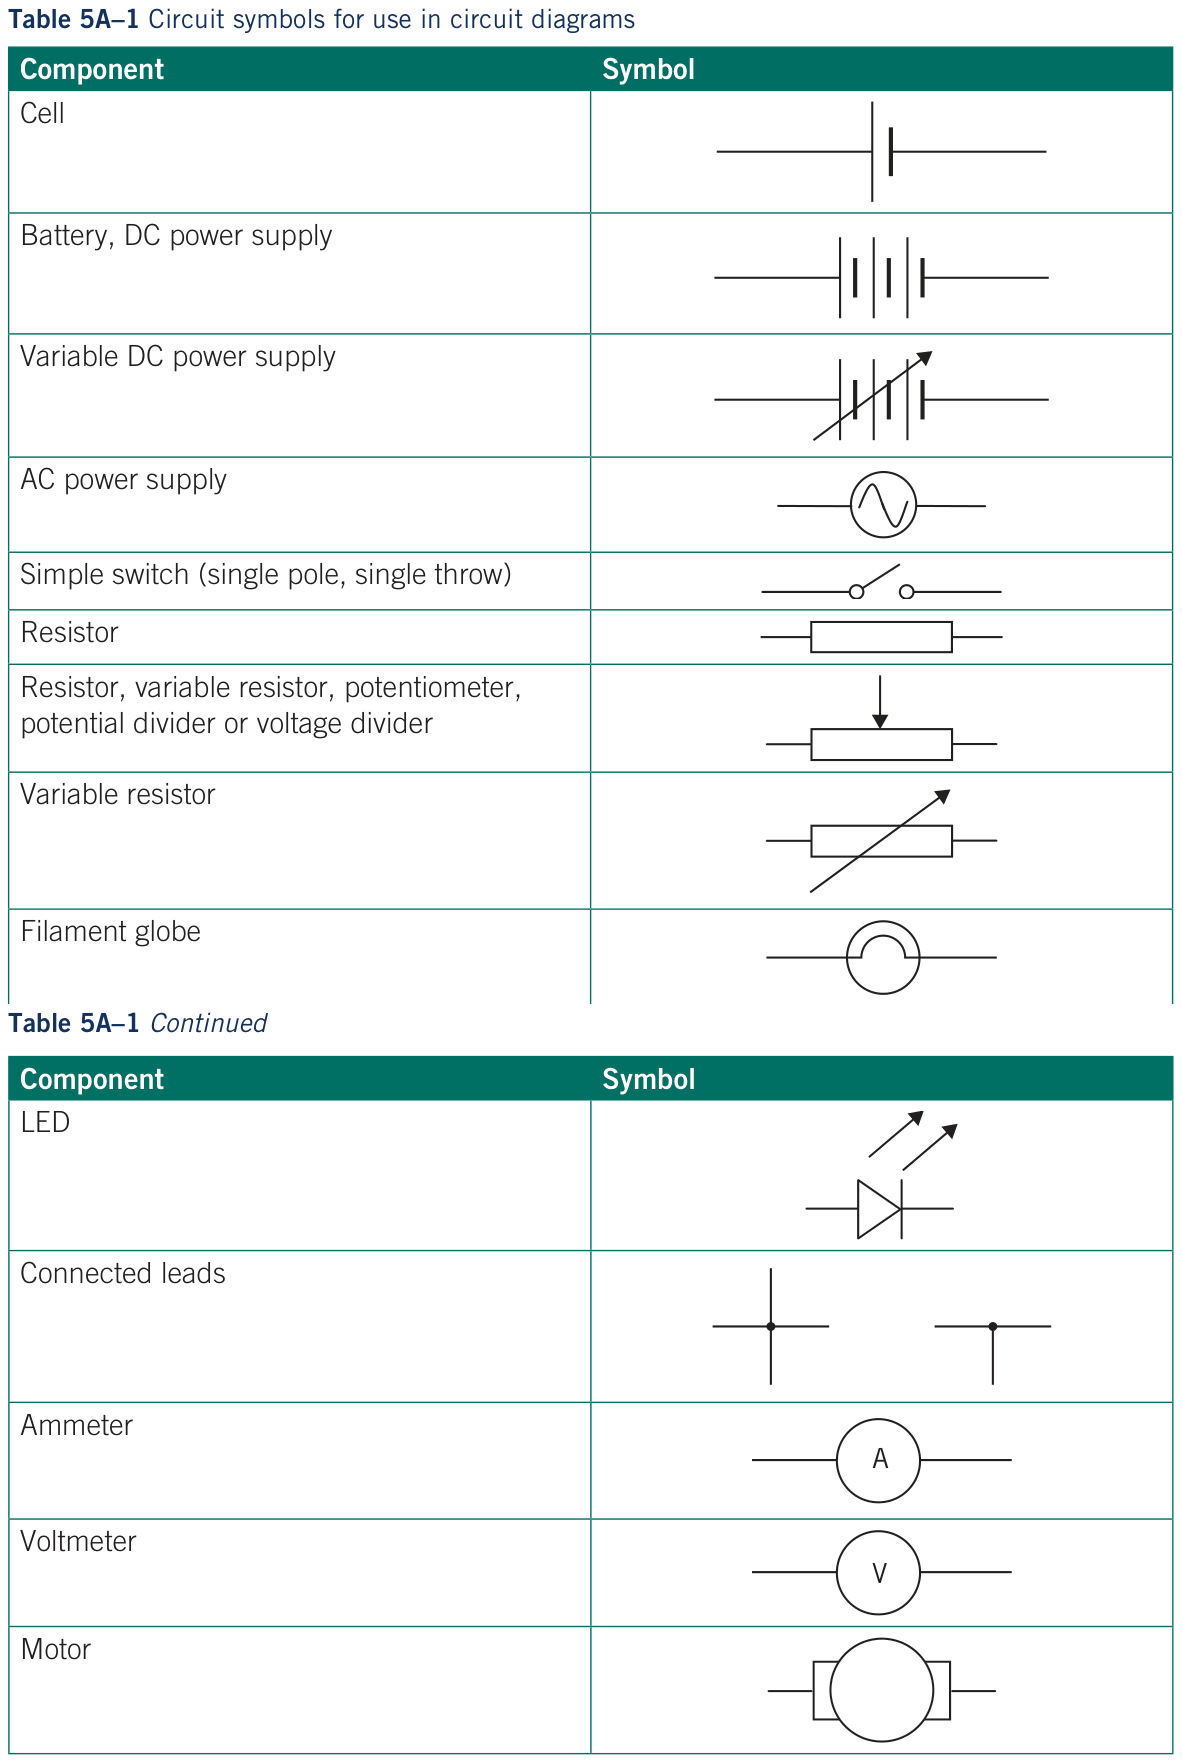 Table 5A–1 Circuit symbols for use in circuit diagrams
Component Symbol
Cell
Battery, DC power supply
Variable DC power supply
AC power supply
Simple switch (single pole, single throw)
Resistor
Resistor, variable resistor, potentiometer,
potential divider or voltage divider
Variable resistor
Filament globe
Table 5A–1 Continued
Component Symbol
LED
Connected leads
Ammeter
A
Voltmeter
V
Motor